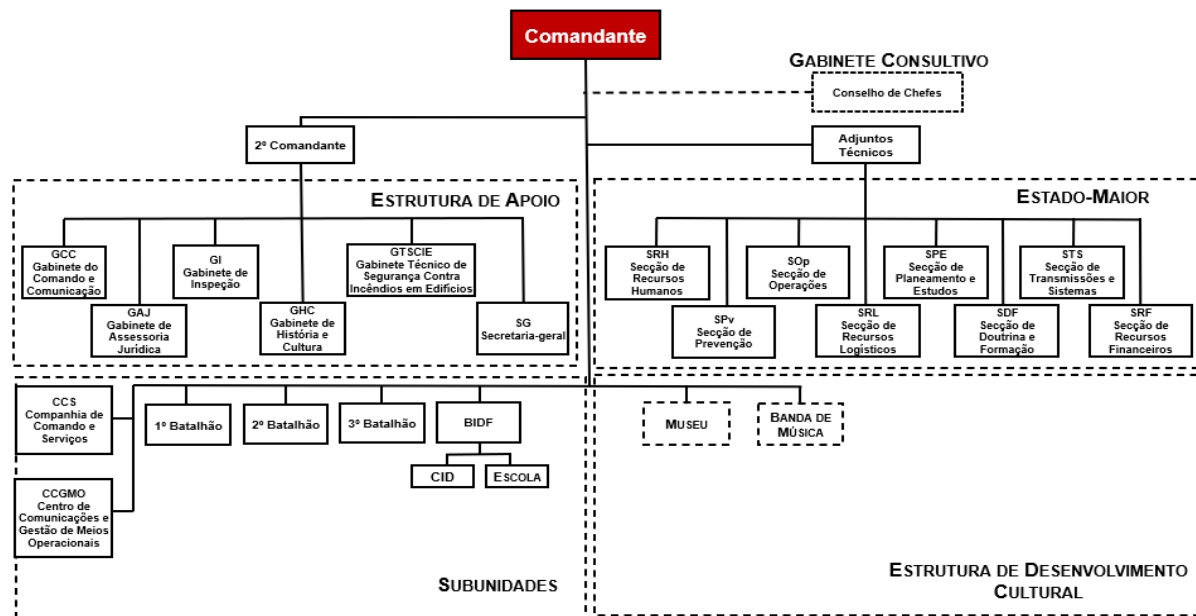 Comandante
GABINETE CONSULTIVO
Conselho de Chefes
2º Comandante
Adjuntos
Técnicos
ESTRUTURA DE APOIO
GCC
Gabinete do
Comando e
Comunicação
GI
Gabinete de
Inspeção
GTSCIE
Gabinete Técnico de
Segurança Contra
Incêndios em Edifícios
GAJ
Gabinete de
Assessoria
Jurídica
GHC
Gabinete de
História e
Cultura
SG
Secretaria-geral
ESTADO-MAIOR
SRH
Secção de
Recursos
Humanos
SOp
Secção de
Operações
SPE
Secção de
Planeamento e
Estudos
STS
Secção de
Transmissões e
Sistemas
SPv
Secção de
Prevenção
SRL
Secção de
Recursos
Logísticos
SDF
Secção de
Doutrina e
Formação
SRF
Secção de
Recursos
Financeiros
CCS
Companhia de
Comando e
Serviços
1º Batalhão
2º Batalhão
3º Batalhão
BIDF
CID
ESCOLA
CCGMO
Centro de
Comunicações e
Gestão de Meios
Operacionais
SUBUNIDADES
MUSEU
BANDA DE
MÚSICA
ESTRUTURA DE DESENVOLVIMENTO
CULTURAL